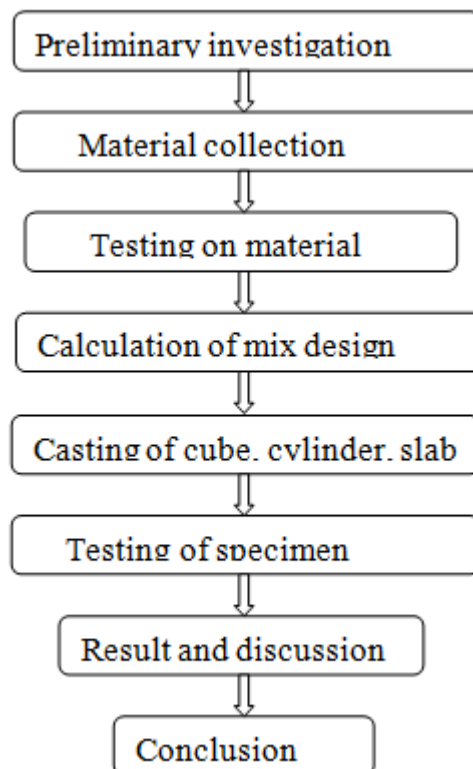 Preliminary investigation
Material collection
Testing on material
Calculation of mix design
Casting of cube, cylinder, slab
Testing of specimen
Result and discussion
Conclusion